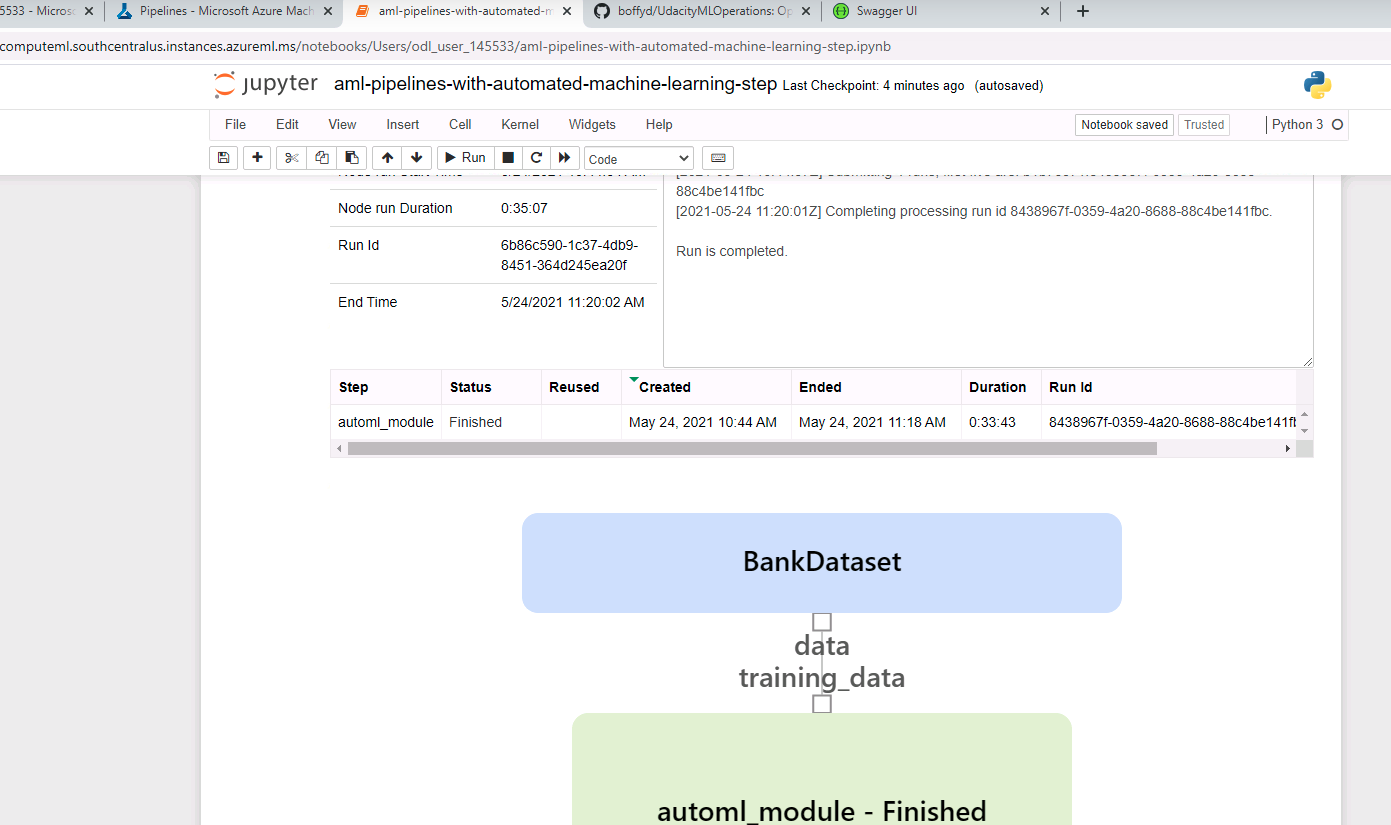 5533 - Microso
Pipelines - Microsoft Azure Mach
aml-pipelines-with-automated-m
boffyd/UdacityMLOperations: Op
Swagger UI
computeml.southcentralus.instances.azureml.ms/notebooks/Users/odl_user_145533/aml-pipelines-with-automated-machine-learning-step.ipynb
jupyter aml-pipelines-with-automated-machine-learning-step Last Checkpoint: 4 minutes ago (autosaved)
File Edit View Insert Cell Kernel Widgets Help Notebook saved Trusted Python 3
Run Code
88c4be141fbc
[2021-05-24 11:20:01Z] Completing processing run id 8438967f-0359-4a20-8688-88c4be141fbc.
Run is completed.
Node run Duration 0:35:07
Run Id 6b86c590-1c37-4db9-
8451-364d245ea20f
End Time 5/24/2021 11:20:02 AM
Step Status Reused Created Ended Duration Run Id
automl_module Finished May 24, 2021 10:44 AM May 24, 2021 11:18 AM 0:33:43 8438967f-0359-4a20-8688-88c4be141fb
BankDataset
data
training_data
automl_module - Finished